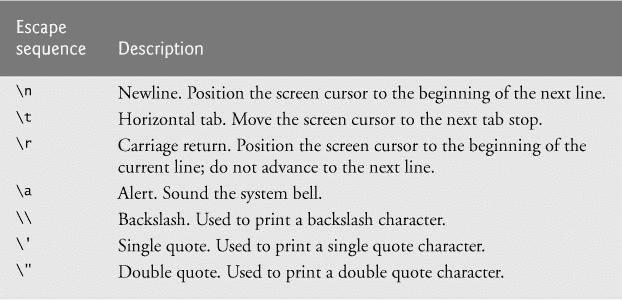 Escape
sequence Description
\n Newline. Position the screen cursor to the beginning of the next line.
\t Horizontal tab. Move the screen cursor to the next tab stop.
\r Carriage return. Position the screen cursor to the beginning of the
current line; do not advance to the next line.
\a Alert. Sound the system bell.
\\ Backslash. Used to print a backslash character.
\' Single quote. Used to print a single quote character.
\" Double quote. Used to print a double quote character.